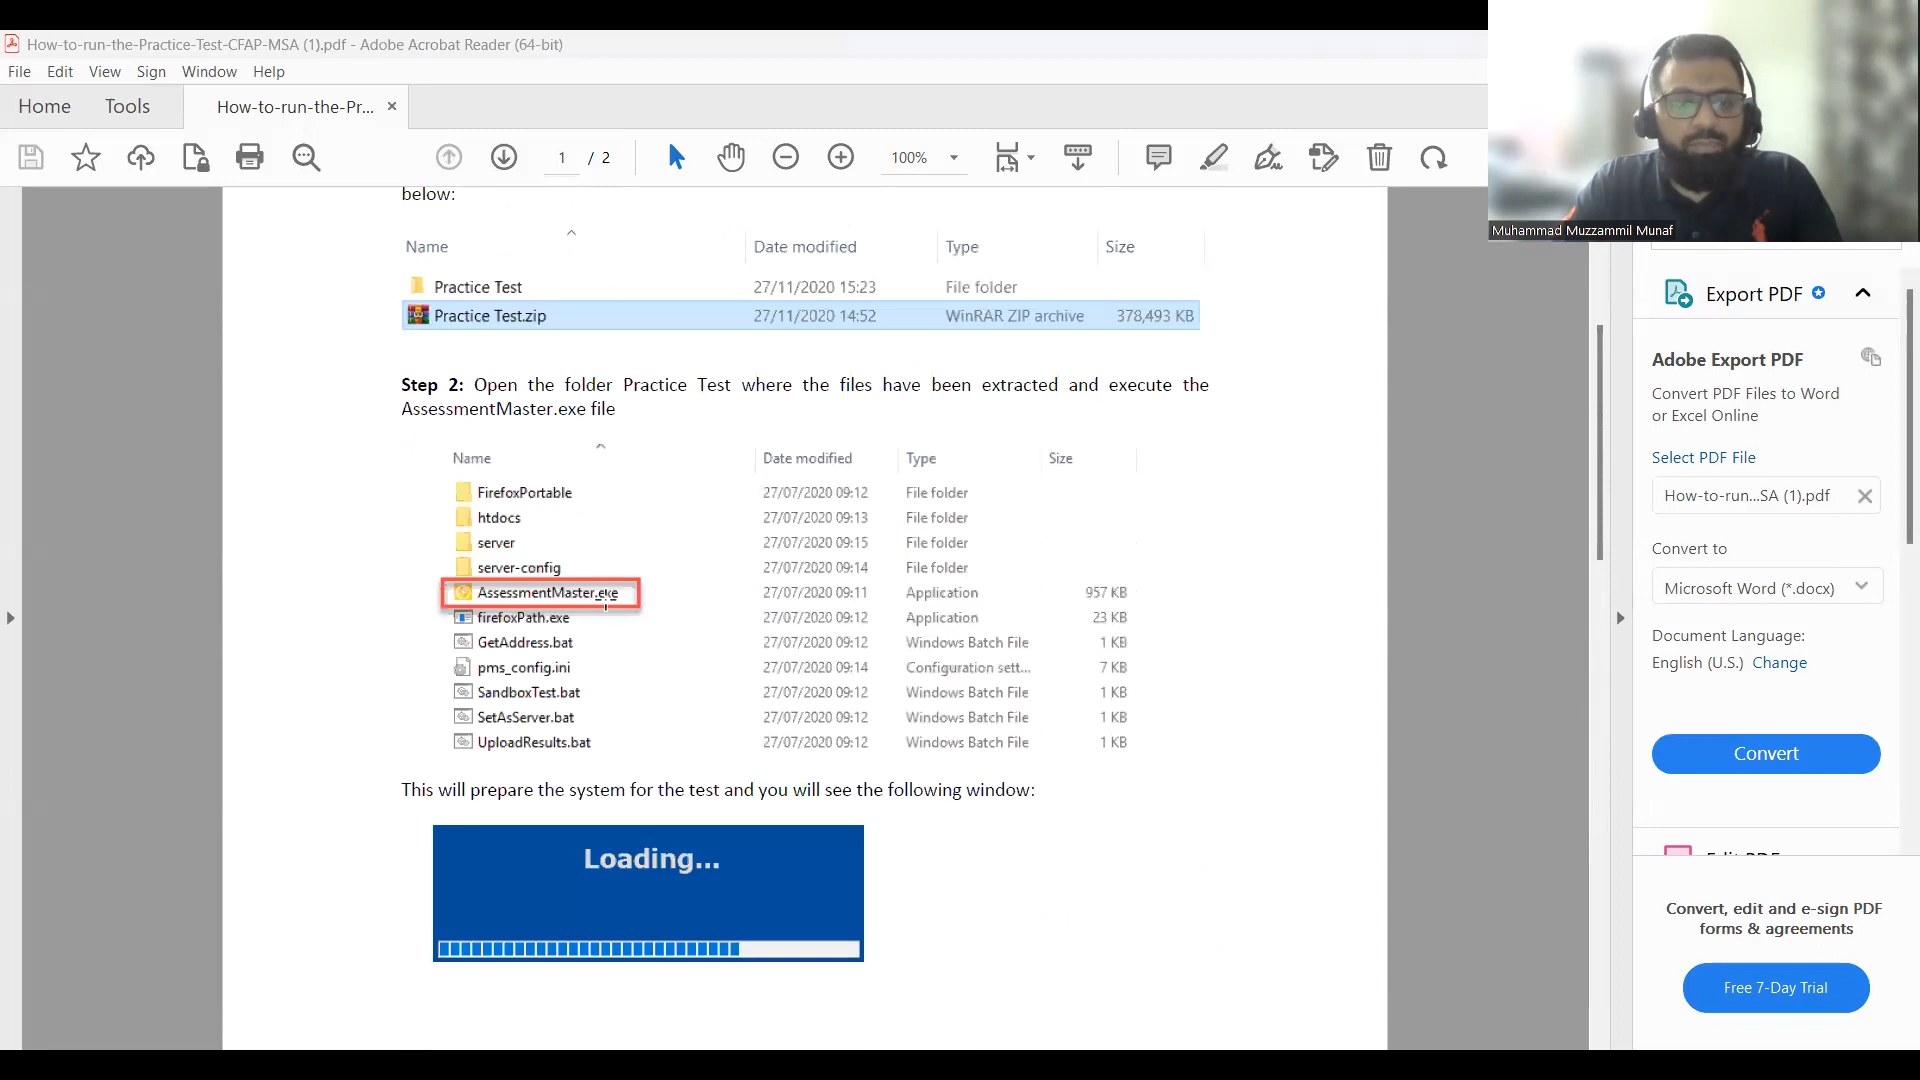 How-to-run-the-Practice-Test-CFAP-MSA (1).pdf - Adobe Acrobat Reader (64-bit)
File Edit View Sign Window Help
Home Tools How-to-run-the-Pr... ×
1 / 2 100%
Muhammad Muzzammil Munaf
below:
Name Date modified Type Size
Practice Test 27/11/2020 15:23 File folder
Practice Test.zip 27/11/2020 14:52 WinRAR ZIP archive 378,493 KB
Step 2: Open the folder Practice Test where the files have been extracted and execute the
AssessmentMaster.exe file
Name Date modified Type Size
FirefoxPortable 27/07/2020 09:12 File folder
htdocs 27/07/2020 09:13 File folder
server 27/07/2020 09:15 File folder
server-config 27/07/2020 09:14 File folder
AssessmentMaster.exe 27/07/2020 09:11 Application 957 KB
firefoxPath.exe 27/07/2020 09:12 Application 23 KB
GetAddress.bat 27/07/2020 09:12 Windows Batch File 1 KB
pms_config.ini 27/07/2020 09:14 Configuration sett... 7 KB
SandboxTest.bat 27/07/2020 09:12 Windows Batch File 1 KB
SetAsServer.bat 27/07/2020 09:12 Windows Batch File 1 KB
UploadResults.bat 27/07/2020 09:12 Windows Batch File 1 KB
This will prepare the system for the test and you will see the following window:
Loading...
Export PDF
Adobe Export PDF
Convert PDF Files to Word
or Excel Online
Select PDF File
How-to-run...SA (1).pdf
Convert to
Microsoft Word (*.docx)
Document Language:
English (U.S.) Change
Convert
Convert, edit and e-sign PDF
forms & agreements
Free 7-Day Trial